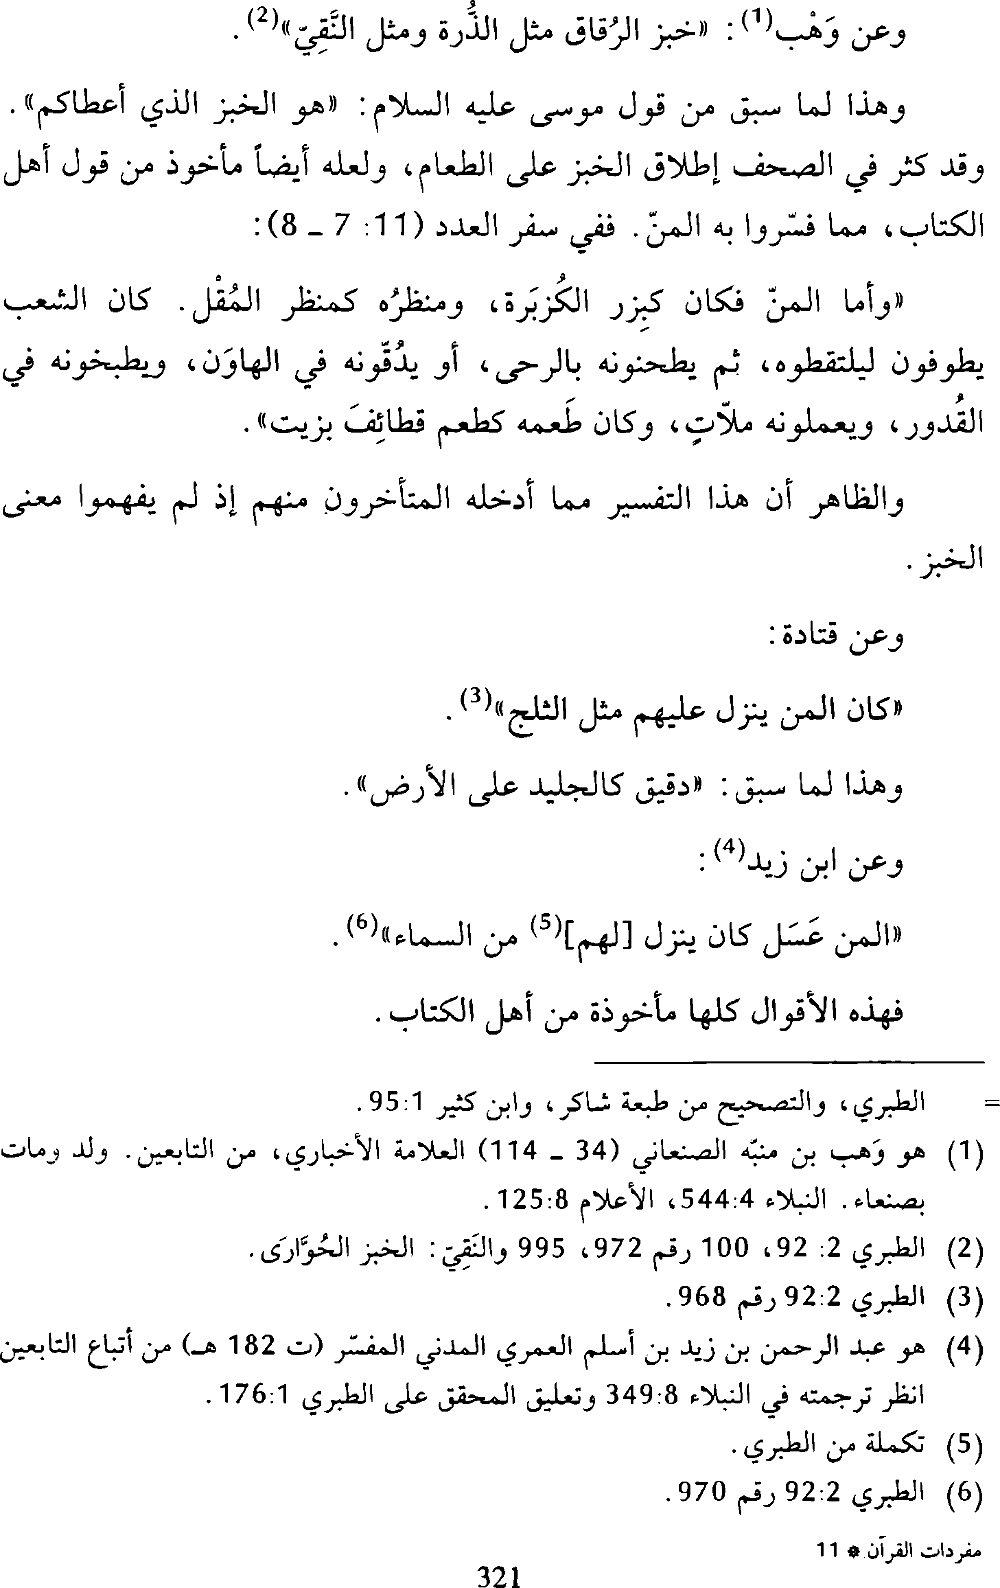 وعن وَهْب(1): «خبز الرُقاق مثل الذُّرة ومثل النَّقِيّ»(2).
وهذا لما سبق من قول موسى عليه السلام: «هو الخبز الذي أعطاكم».
وقد كثر في الصحف إطلاق الخبز على الطعام، ولعله أيضاً مأخوذ من قول أهل
الكتاب، مما فسّروا به المنّ. ففي سفر العدد (11: 7 ـ 8):
«وأما المنّ فكان كبِزر الكُزبَرة، ومنظرُه كمنظر المُقْل. كان الشعب
يطوفون ليلتقطوه، ثم يطحنونه بالرحى، أو يدُقّونه في الهاوَن، ويطبخونه في
القُدور، ويعملونه ملاّتٍ، وكان طَعمه كطعم قطائِفَ بزيت».
والظاهر أن هذا التفسير مما أدخله المتأخرون منهم إذ لم يفهموا معنى
الخبز.
وعن قتادة:
«كان المن ينزل عليهم مثل الثلج»(3).
وهذا لما سبق: «دقيق كالجليد على الأرض».
وعن ابن زيد(4):
«المن عَسَل كان ينزل [لهم](5) من السماء»(6).
فهذه الأقوال كلها مأخوذة من أهل الكتاب.
= الطبري، والتصحيح من طبعة شاكر، وابن كثير 95:1.
(1) هو وَهب بن منبّه الصنعاني (34 ـ 114) العلامة الأخباري، من التابعين. ولد ومات
بصنعاء. النبلاء 544:4، الأعلام 125:8.
(2) الطبري 2: 92، 100 رقم 972، 995 والنَقِيّ: الخبز الحُوَّارَى.
(3) الطبري 92:2 رقم 968.
(4) هو عبد الرحمن بن زيد بن أسلم العمري المدني المفسّر (ت 182 هـ) من أتباع التابعين
انظر ترجمته في النبلاء 349:8 وتعليق المحقق على الطبري 176:1.
(5) تكملة من الطبري.
(6) الطبري 92:2 رقم 970.
مفردات القرآن * 11
321